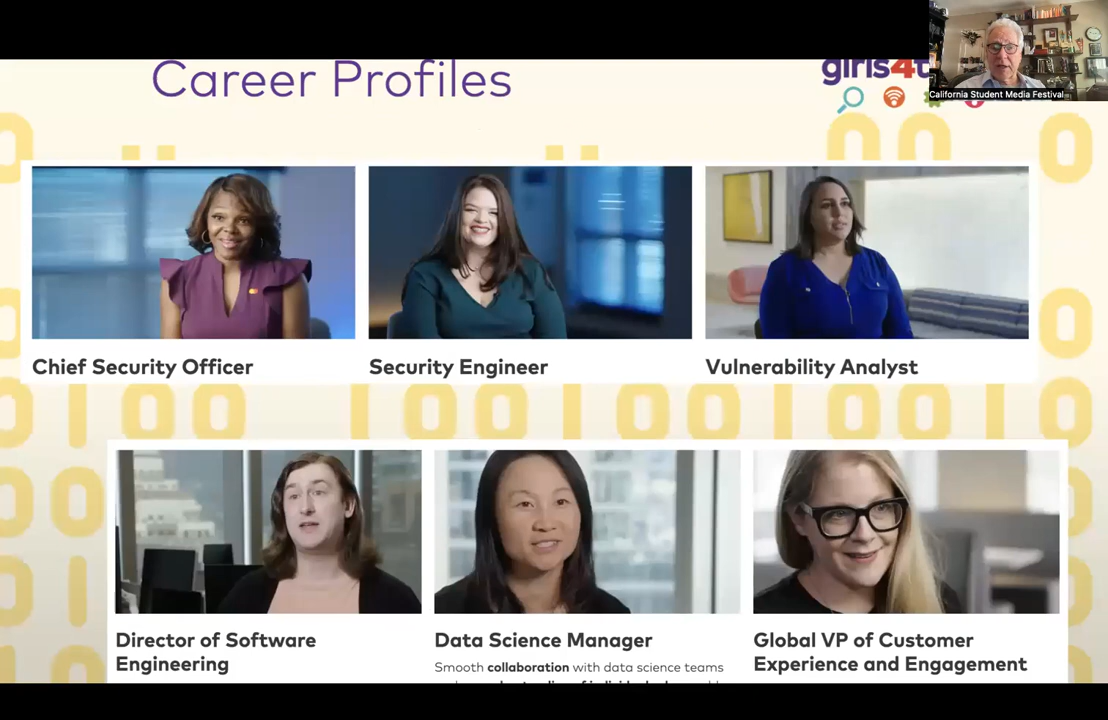 Career Profiles
girls4t
California Student Media Festival
Chief Security Officer
Security Engineer
Vulnerability Analyst
Director of Software
Engineering
Data Science Manager
Smooth collaboration with data science teams
Global VP of Customer
Experience and Engagement